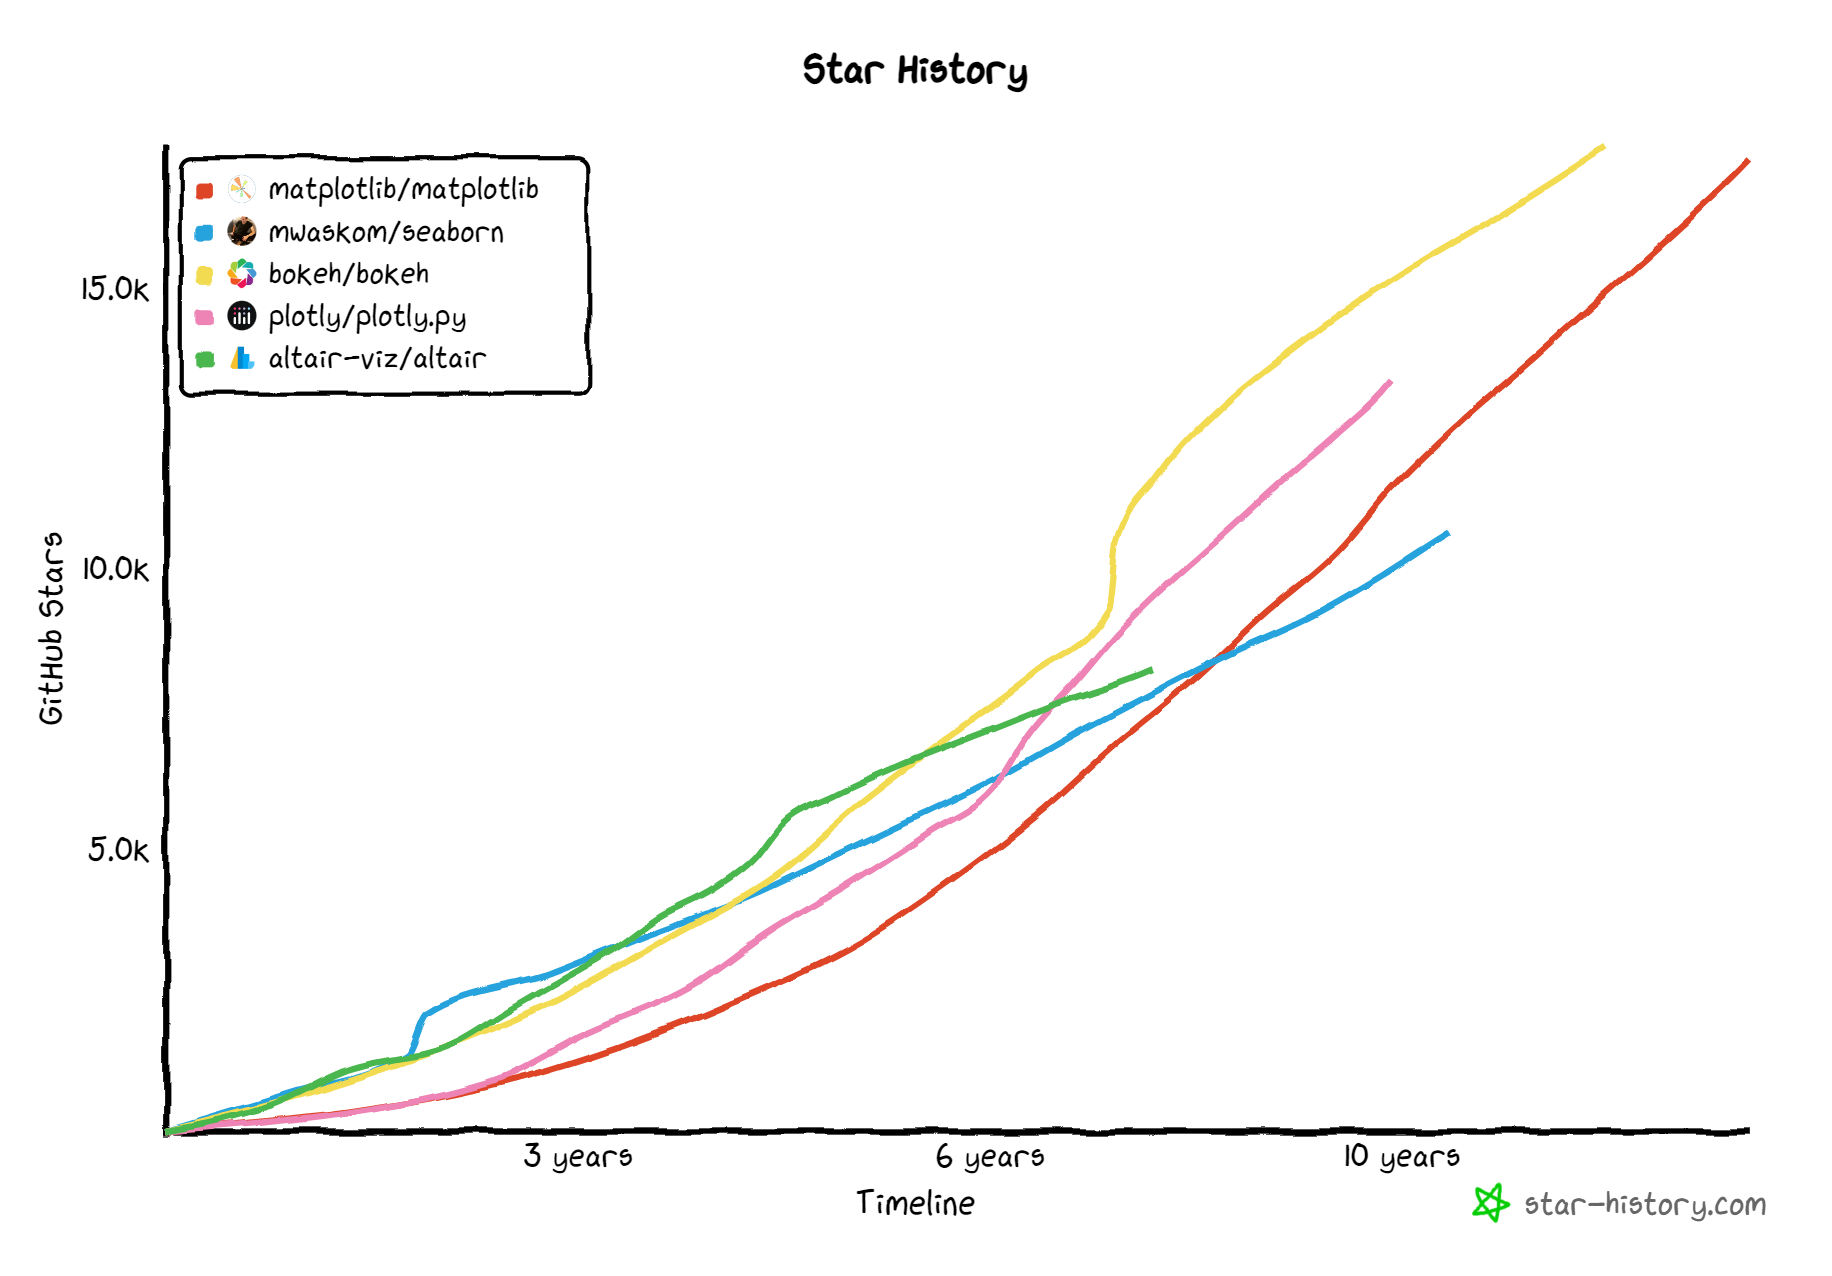 Star History
matplotlib/matplotlib
mwaskom/seaborn
bokeh/bokeh
plotly/plotly.py
altair-viz/altair
15.0K
10.0K
5.0K
GitHub Stars
3 years
6 years
10 years
Timeline
star-history.com